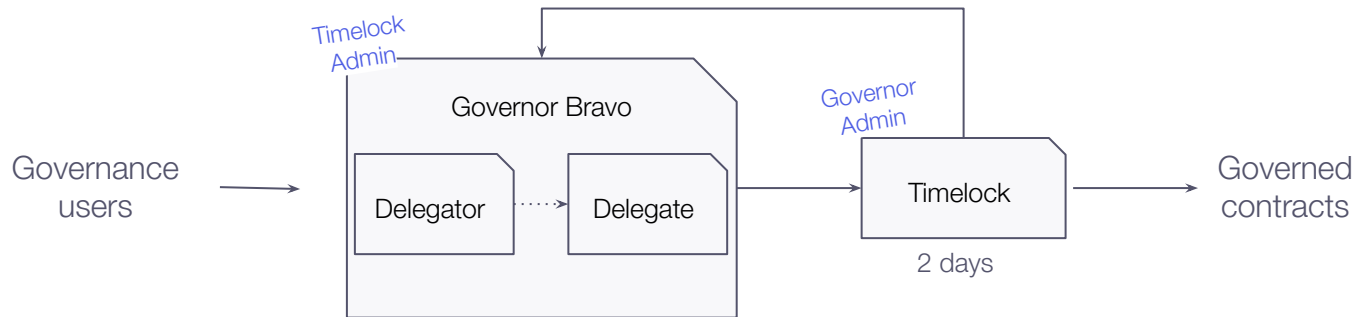 Timelock
Admin
Governor Bravo
Governor
Admin
Governance
users
Delegator
Delegate
Timelock
2 days
Governed
contracts